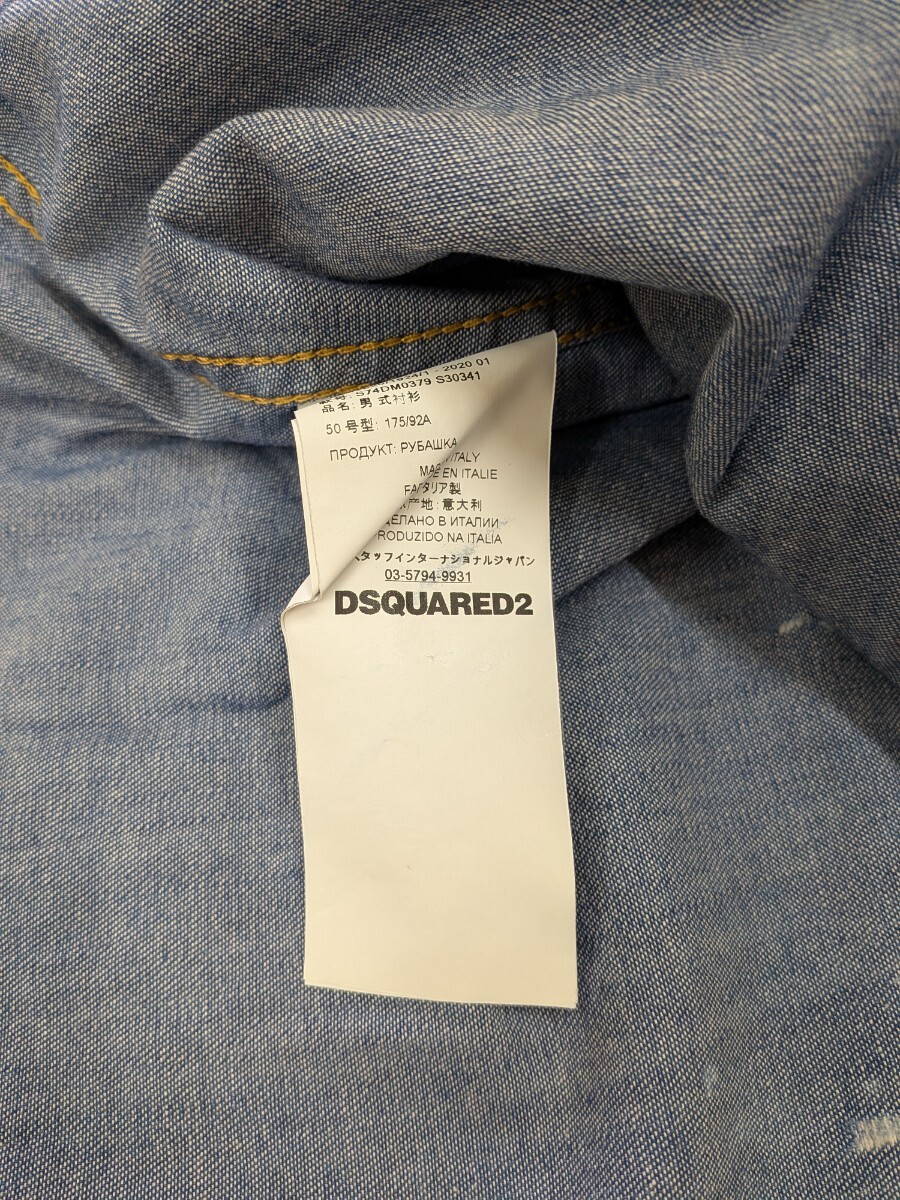 2020 01
S74DM0379 S30341
品名: 男式衬衫
50 号型: 175/92A
ПРОДУКТ: РУБАШКА
ITALY
EN ITALIE
タリア製
产地: 意大利
ДЕЛАНО В ИТАЛИИ
RODUZIDO NA ITALIA
スタッフインターナショナルジャパン
03-5794-9931
DSQUARED2